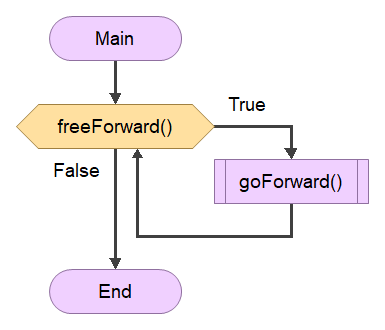 Main
freeForward()
True
False
goForward()
End